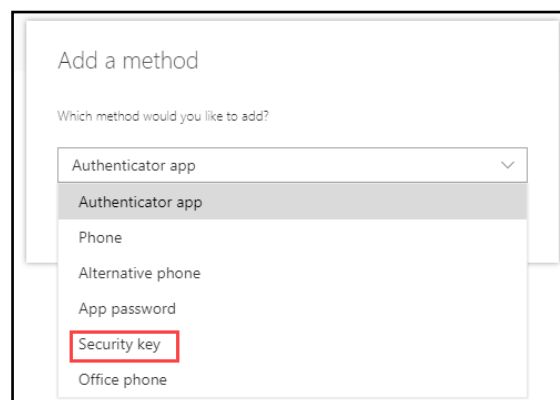 Add a method
Which method would you like to add?
Authenticator app
Authenticator app
Phone
Alternative phone
App password
Security key
Office phone